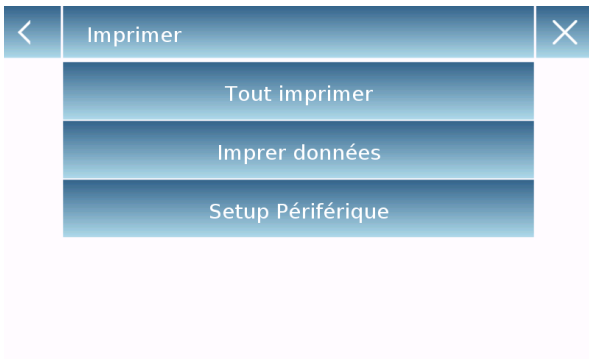 Imprimer
Tout imprimer
Imprer données
Setup Périférique